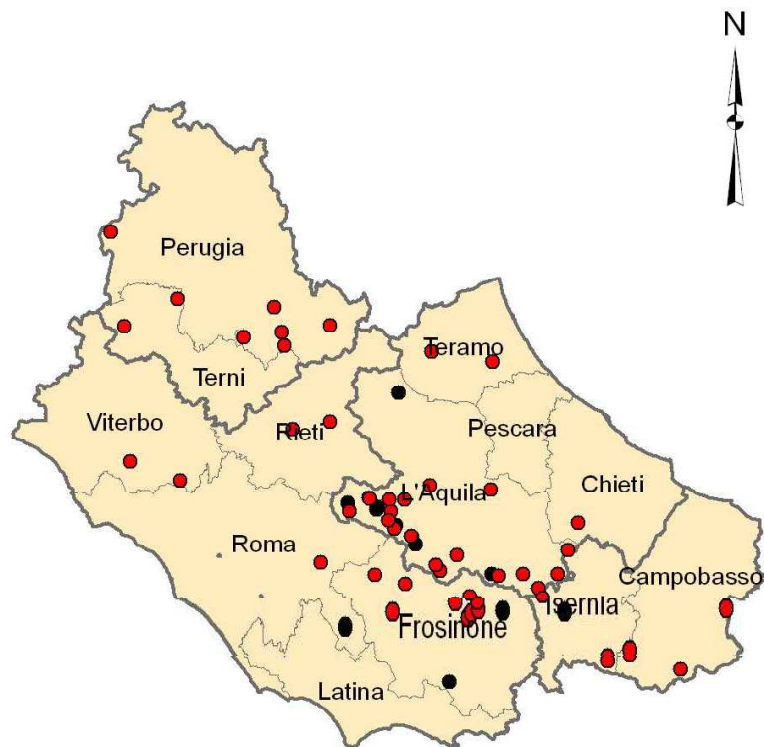 N
Perugia
Teramo
Terni
Rieti
Viterbo
Pescara
L'Aquila
Chieti
Roma
Campobasso
Isernia
Frosinone
Latina